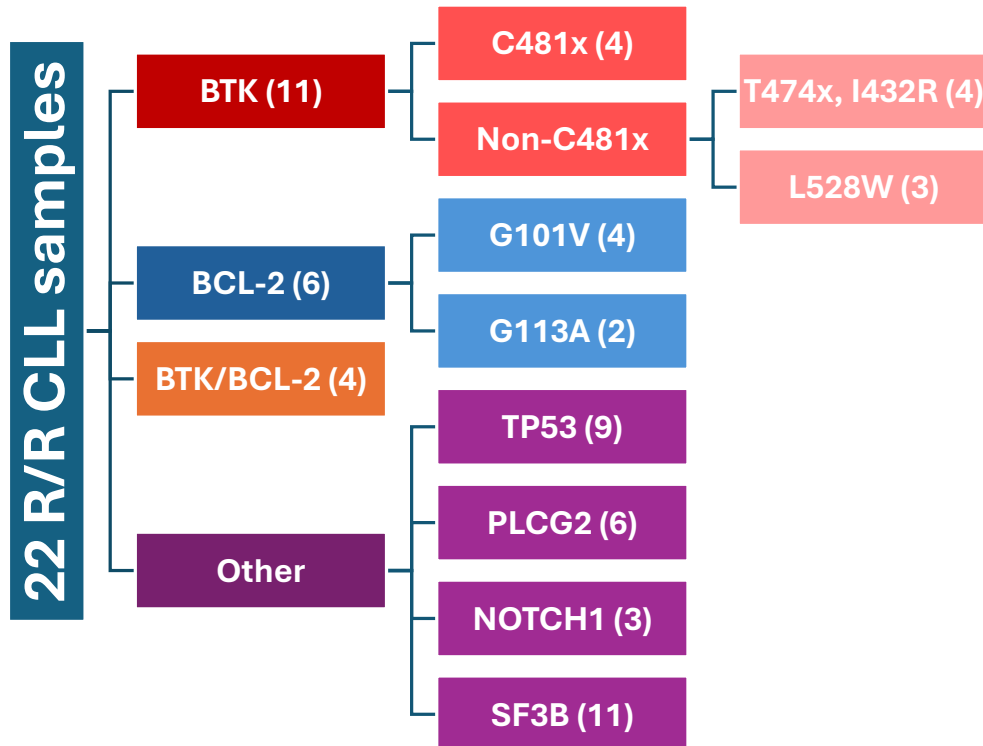 22 R/R CLL samples
BTK (11)
C481x (4)
Non-C481x
T474x, I432R (4)
L528W (3)
BCL-2 (6)
G101V (4)
G113A (2)
BTK/BCL-2 (4)
Other
TP53 (9)
PLCG2 (6)
NOTCH1 (3)
SF3B (11)